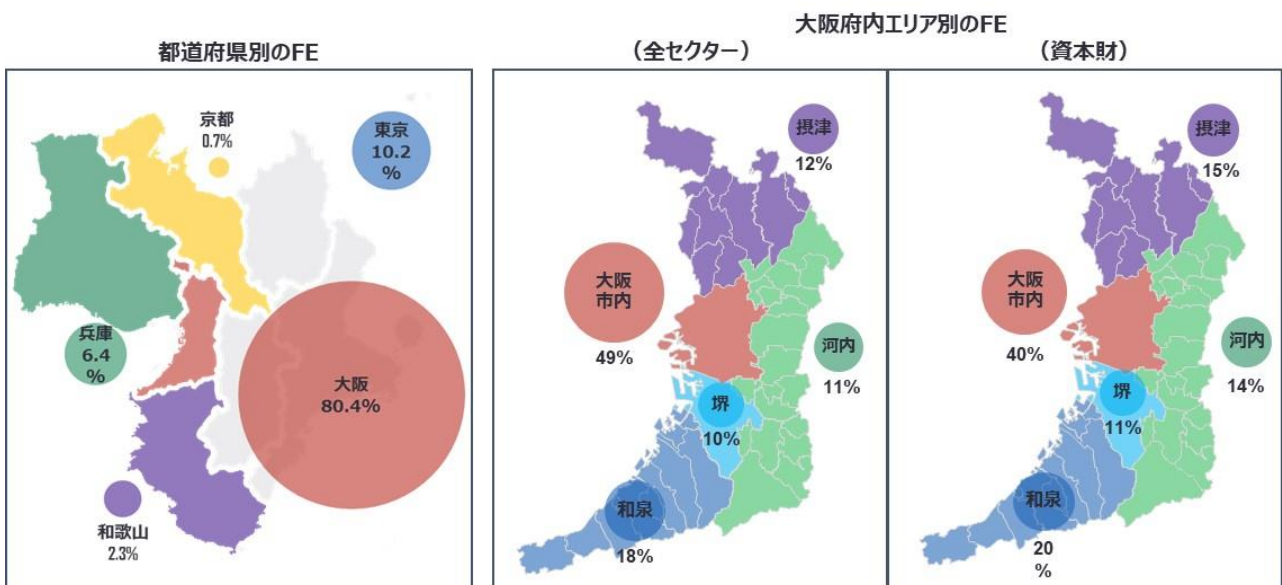 大阪府内エリア別のFE
都道府県別のFE
（全セクター）
（資本財）
京都
0.7%
東京
10.2
%
兵庫
6.4
%
大阪
80.4%
和歌山
2.3%
摂津
12%
大阪
市内
49%
河内
11%
堺
10%
和泉
18%
摂津
15%
大阪
市内
40%
河内
14%
堺
11%
和泉
20
%